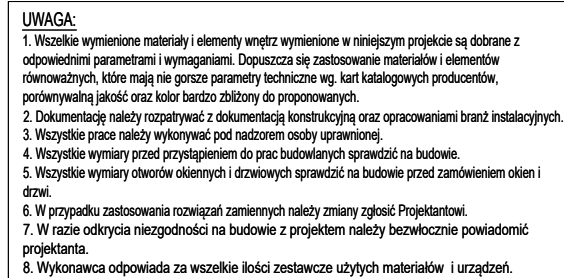 UWAGA:
1. Wszelkie wymienione materiały i elementy wnętrz wymienione w niniejszym projekcie są dobrane z
odpowiednimi parametrami i wymaganiami. Dopuszcza się zastosowanie materiałów i elementów
równoważnych, które mają nie gorsze parametry techniczne wg. kart katalogowych producentów,
porównywalną jakość oraz kolor bardzo zbliżony do proponowanych.
2. Dokumentację należy rozpatrywać z dokumentacją konstrukcyjną oraz opracowaniami branż instalacyjnych.
3. Wszystkie prace należy wykonywać pod nadzorem osoby uprawnionej.
4. Wszystkie wymiary przed przystąpieniem do prac budowlanych sprawdzić na budowie.
5. Wszystkie wymiary otworów okiennych i drzwiowych sprawdzić na budowie przed zamówieniem okien i
drzwi.
6. W przypadku zastosowania rozwiązań zamiennych należy zmiany zgłosić Projektantowi.
7. W razie odkrycia niezgodności na budowie z projektem należy bezwłocznie powiadomić
projektanta.
8. Wykonawca odpowiada za wszelkie ilości zestawcze użytych materiałów i urządzeń.